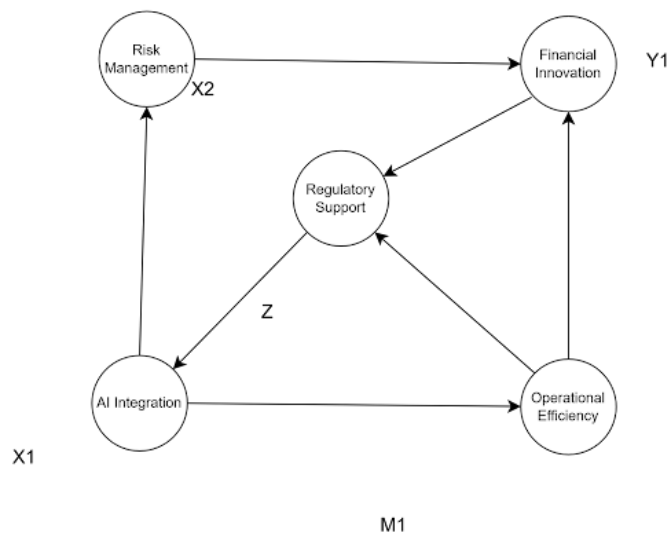 Risk
Management
X2
Financial
Innovation
Y1
Regulatory
Support
Z
AI Integration
Operational
Efficiency
X1
M1